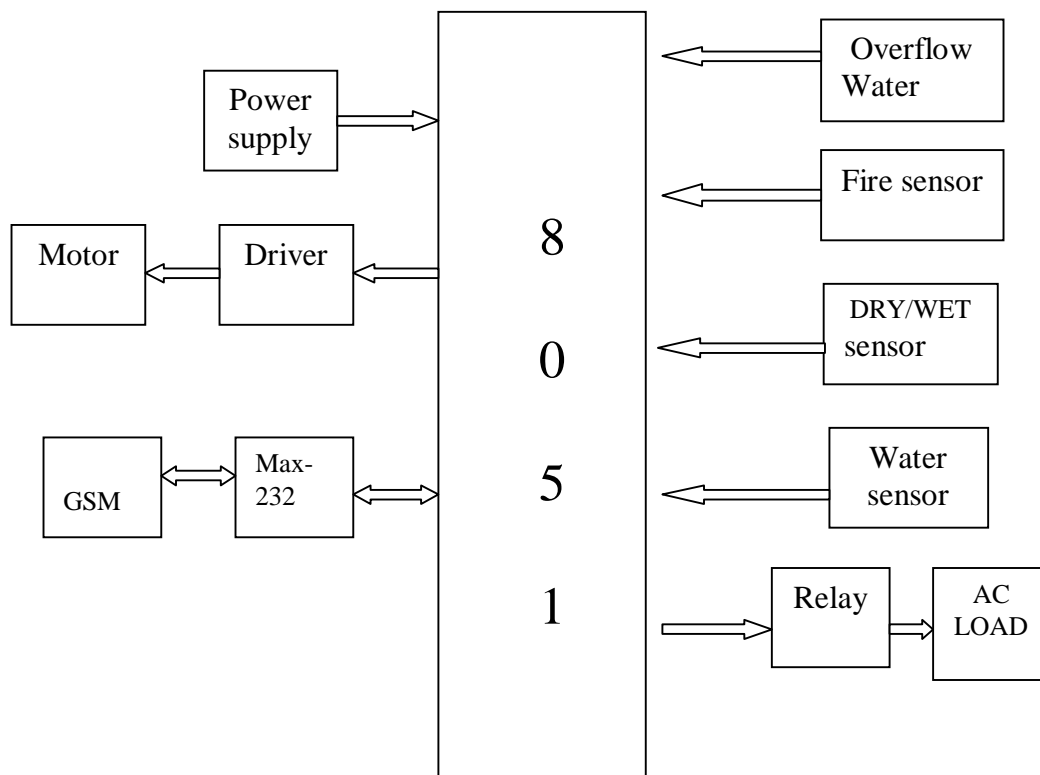 Overflow
Water
Power
supply
Fire sensor
8
Motor
Driver
DRY/WET
sensor
0
GSM
Max-
232
5
Water
sensor
1
Relay
AC
LOAD